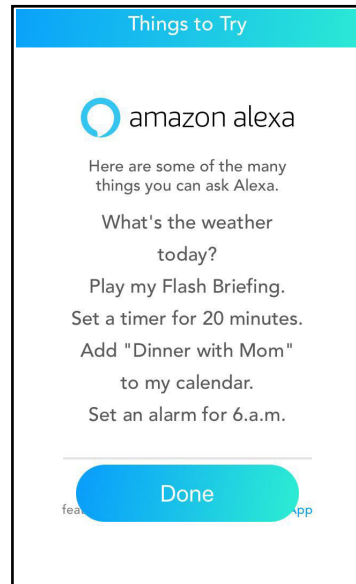 Things to Try
amazon alexa
Here are some of the many
things you can ask Alexa.
What's the weather
today?
Play my Flash Briefing.
Set a timer for 20 minutes.
Add "Dinner with Mom"
to my calendar.
Set an alarm for 6.a.m.
Done